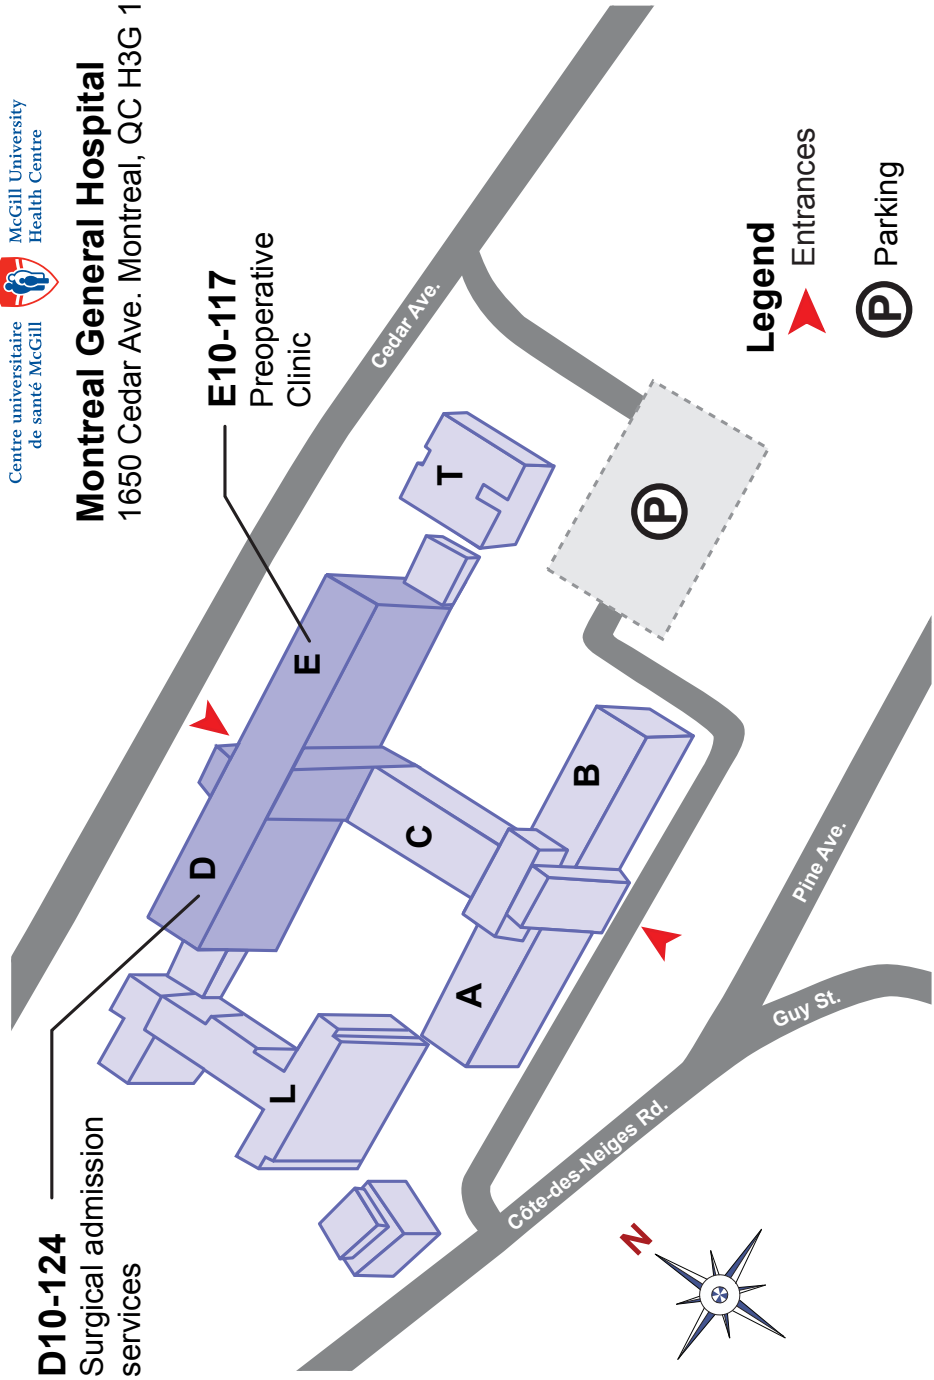 D10-124
Surgical admission
services
Centre universitaire
de santé McGill
McGill University
Health Centre
Montreal General Hospital
1650 Cedar Ave. Montreal, QC H3G 1
E10-117
Preoperative
Clinic
Cedar Ave.
D
E
T
C
L
A
B
P
Côte-des-Neiges Rd.
Guy St.
Pine Ave.
N
Legend
Entrances
P Parking